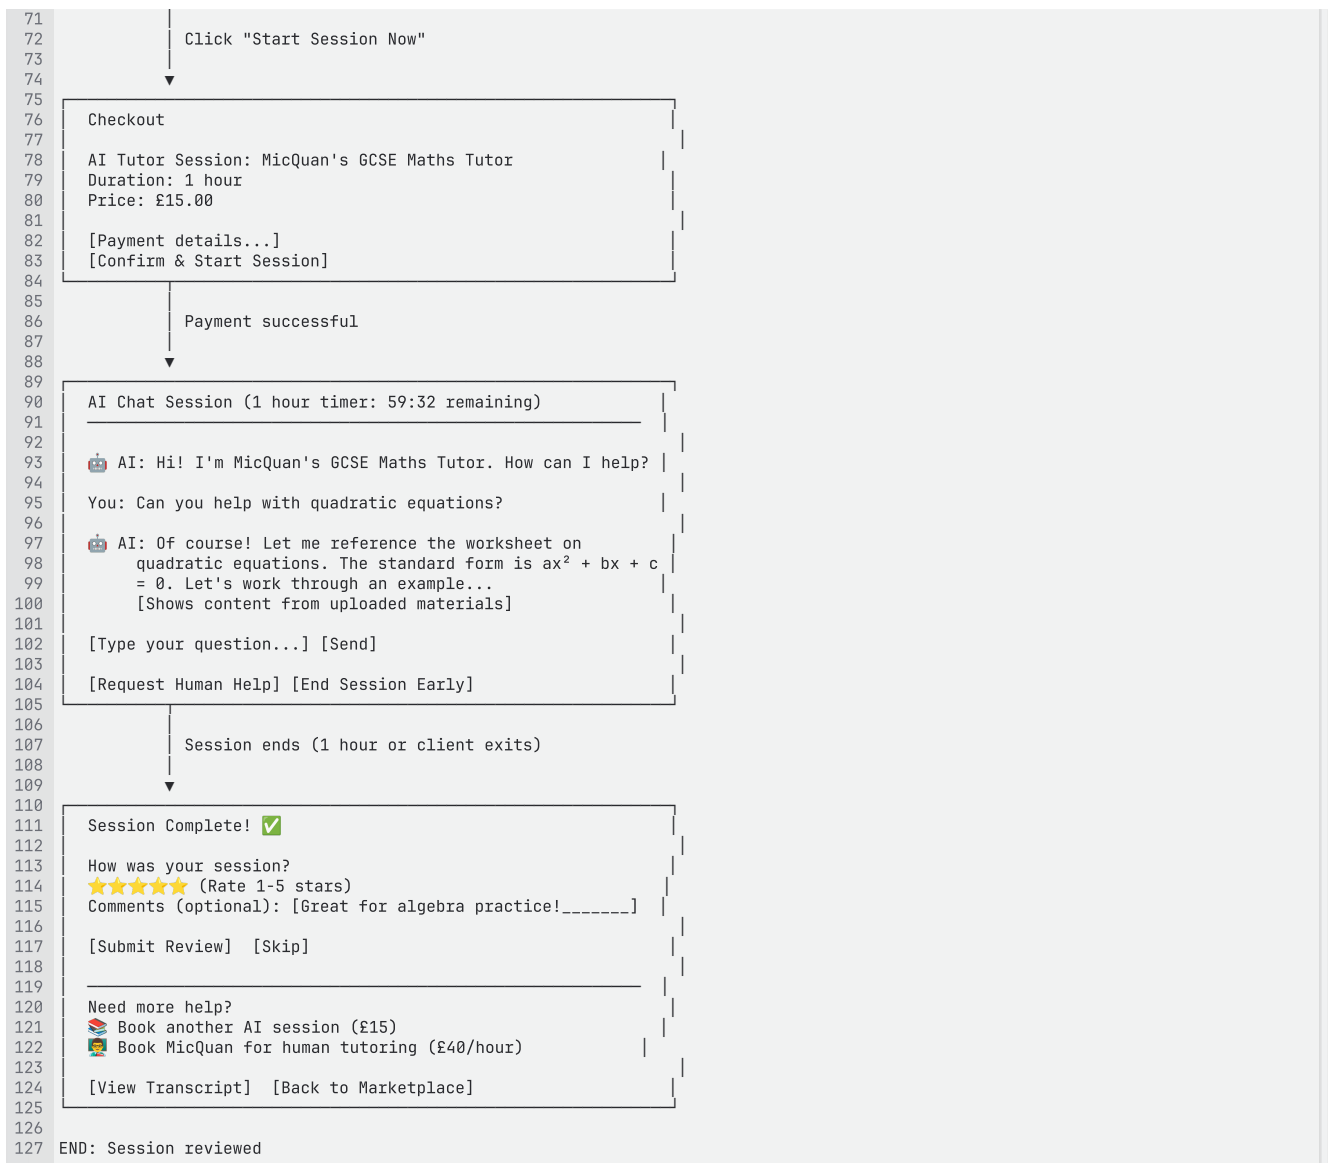 71
72 Click "Start Session Now"
73
74 ▼
75
76 Checkout
77
78 AI Tutor Session: MicQuan's GCSE Maths Tutor
79 Duration: 1 hour
80 Price: £15.00
81
82 [Payment details...]
83 [Confirm & Start Session]
84
85
86 Payment successful
87
88 ▼
89
90 AI Chat Session (1 hour timer: 59:32 remaining)
91
92
93 🤖 AI: Hi! I'm MicQuan's GCSE Maths Tutor. How can I help?
94
95 You: Can you help with quadratic equations?
96
97 🤖 AI: Of course! Let me reference the worksheet on
98 quadratic equations. The standard form is ax² + bx + c
99 = 0. Let's work through an example...
100 [Shows content from uploaded materials]
101
102 [Type your question...] [Send]
103
104 [Request Human Help] [End Session Early]
105
106
107 Session ends (1 hour or client exits)
108
109 ▼
110
111 Session Complete! ✅
112
113 How was your session?
114 ⭐⭐⭐⭐⭐ (Rate 1-5 stars)
115 Comments (optional): [Great for algebra practice!_______]
116
117 [Submit Review] [Skip]
118
119
120 Need more help?
121 📚 Book another AI session (£15)
122 👨‍🏫 Book MicQuan for human tutoring (£40/hour)
123
124 [View Transcript] [Back to Marketplace]
125
126
127 END: Session reviewed